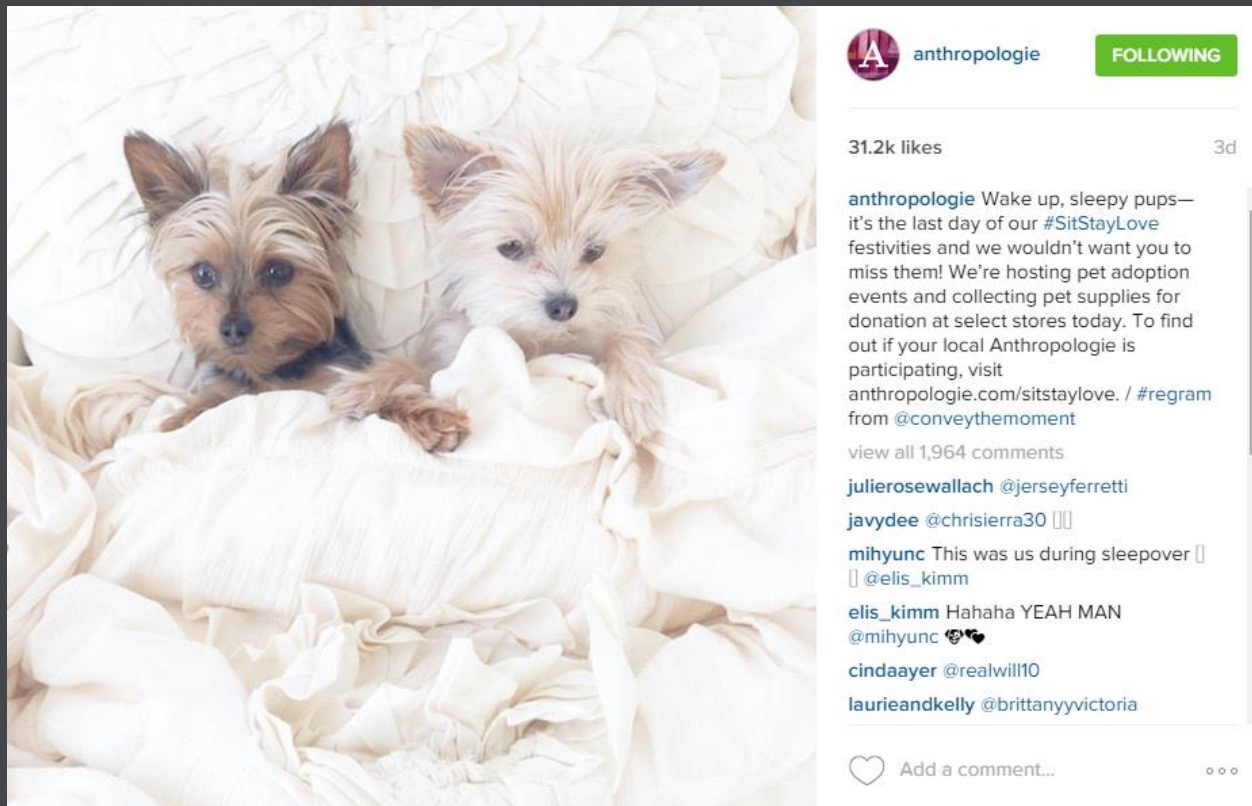 A
anthropologie
FOLLOWING
31.2k likes
3d
anthropologie Wake up, sleepy pups—
it's the last day of our #SitStayLove
festivities and we wouldn't want you to
miss them! We're hosting pet adoption
events and collecting pet supplies for
donation at select stores today. To find
out if your local Anthropologie is
participating, visit
anthropologie.com/sitstaylove. / #regram
from @conveythemoment
view all 1,964 comments
julierosewallach @jerseyferretti
javydee @chrisierra30
mihyunc This was us during sleepover
@elis_kimm
elis_kimm Hahaha YEAH MAN
@mihyunc
cindaayer @realwill10
laurieandkelly @brittanyyvictoria
Add a comment...